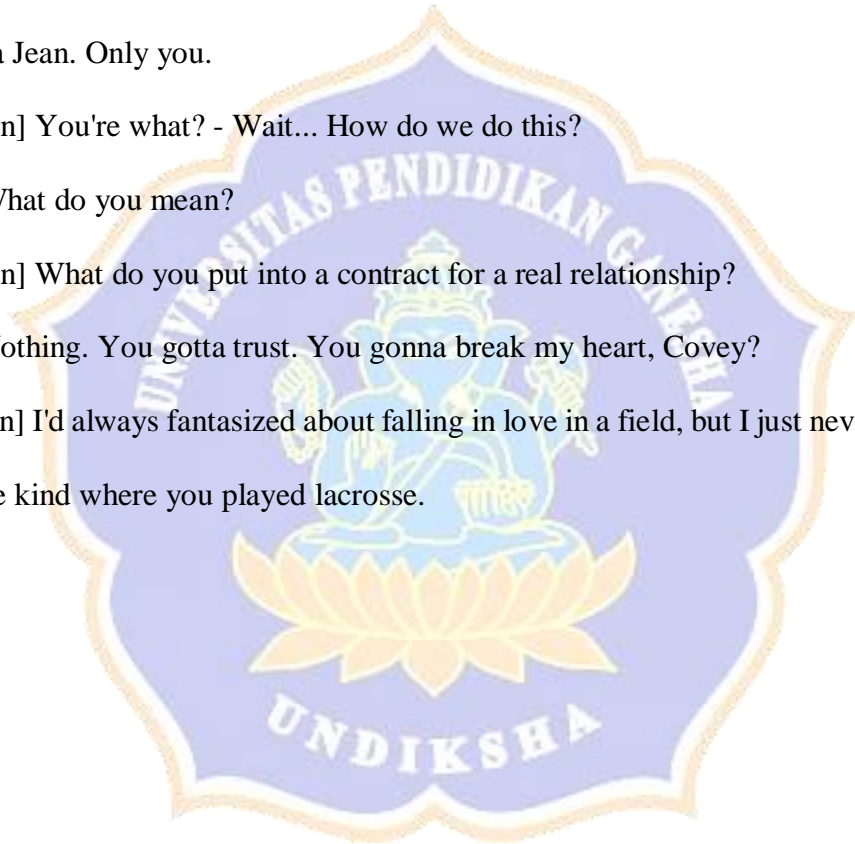 a Jean. Only you.
n] You're what? - Wait... How do we do this?
What do you mean?
n] What do you put into a contract for a real relationship?
Nothing. You gotta trust. You gonna break my heart, Covey?
n] I'd always fantasized about falling in love in a field, but I just nev
e kind where you played lacrosse.
UNIVERSITAS PENDIDIKAN GANESHA
UNDIKSHA